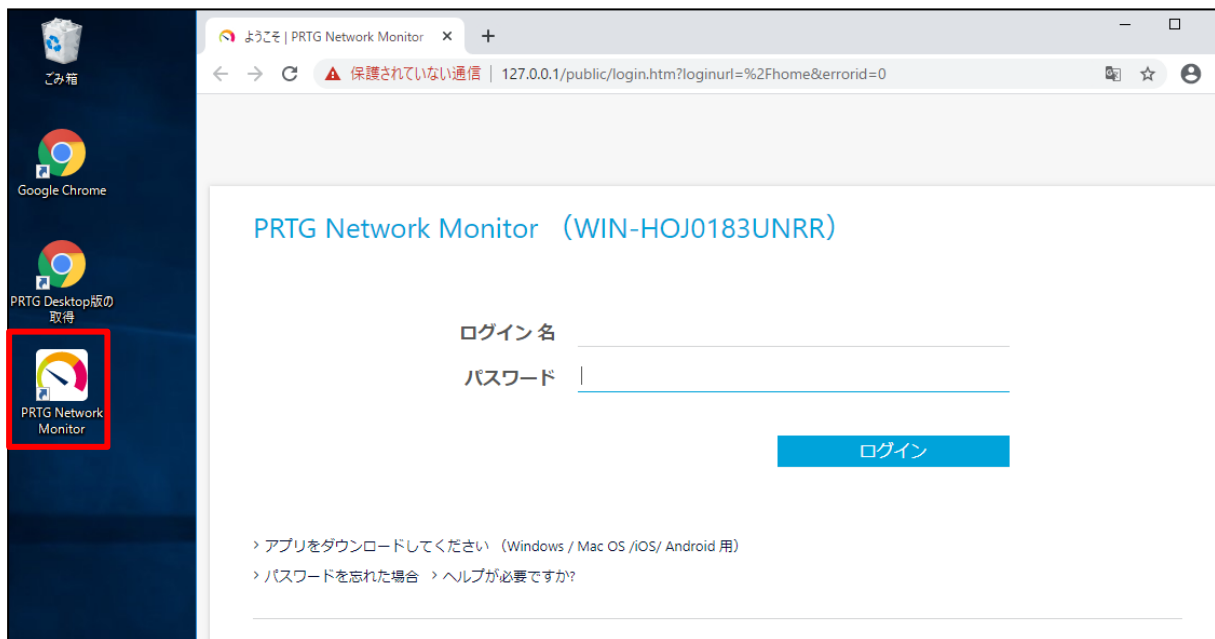 ごみ箱
Google Chrome
PRTG Desktop版の
取得
PRTG Network
Monitor
ようこそ | PRTG Network Monitor
保護されていない通信 | 127.0.0.1/public/login.htm?loginurl=%2Fhome&errorid=0
PRTG Network Monitor （WIN-HOJ0183UNRR）
ログイン 名
パスワード
ログイン
> アプリをダウンロードしてください （Windows / Mac OS /iOS/ Android 用）
> パスワードを忘れた場合 > ヘルプが必要ですか?